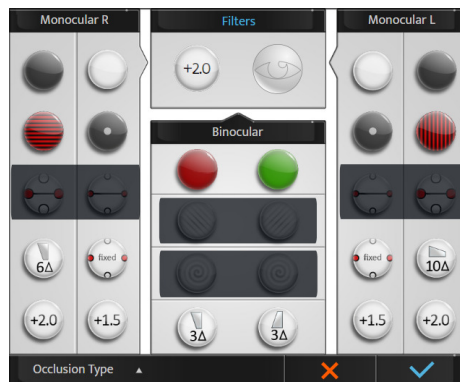 Monocular R
Filters
Monocular L
+2.0
Binocular
6Δ
fixed
fixed
10Δ
+2.0
+1.5
3Δ
3Δ
+1.5
+2.0
Occlusion Type